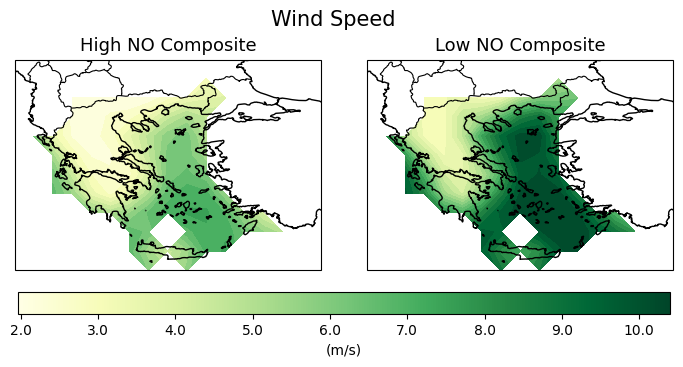 Wind Speed
High NO Composite
Low NO Composite
2.0 3.0 4.0 5.0 6.0 7.0 8.0 9.0 10.0
(m/s)